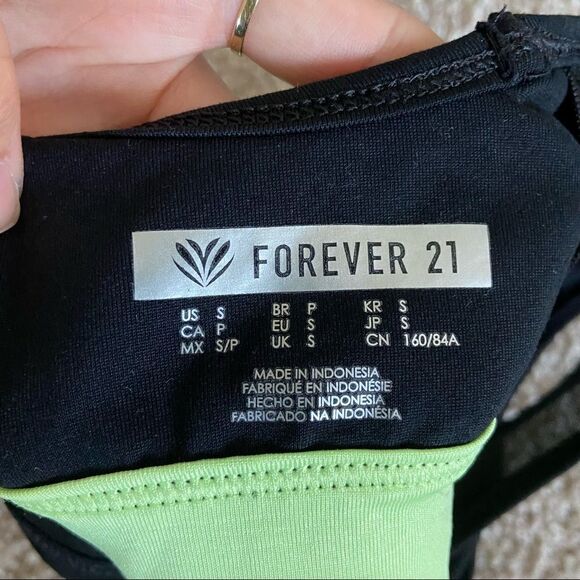 FOREVER 21
US S BR P KR S
CA P EU S JP S
MX S/P UK S CN 160/84A
MADE IN INDONESIA
FABRIQUÉ EN INDONÉSIE
HECHO EN INDONESIA
FABRICADO NA INDONÉSIA